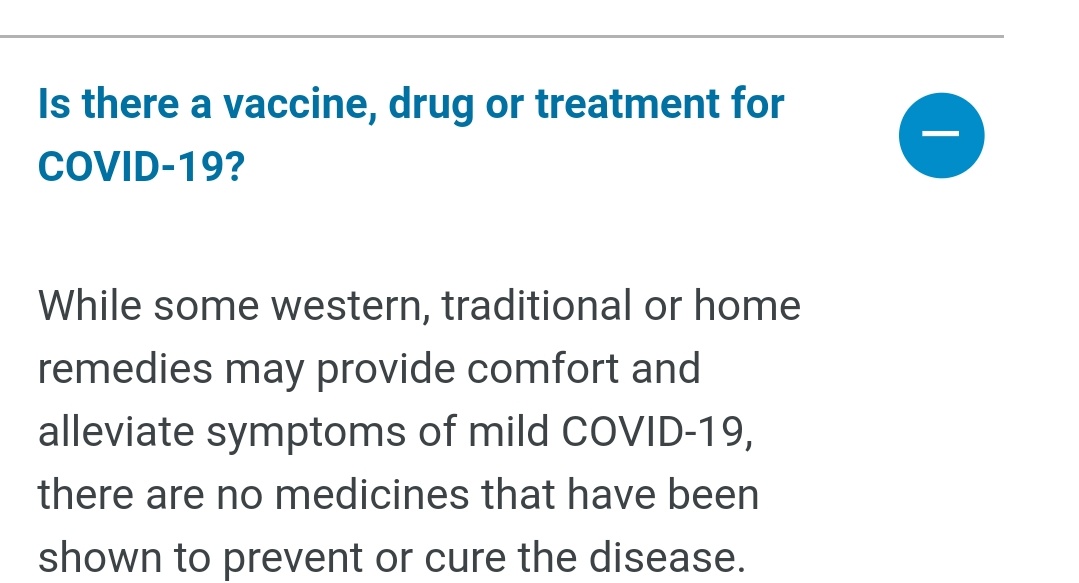 Is there a vaccine, drug or treatment for
COVID-19?
While some western, traditional or home
remedies may provide comfort and
alleviate symptoms of mild COVID-19,
there are no medicines that have been
shown to prevent or cure the disease.